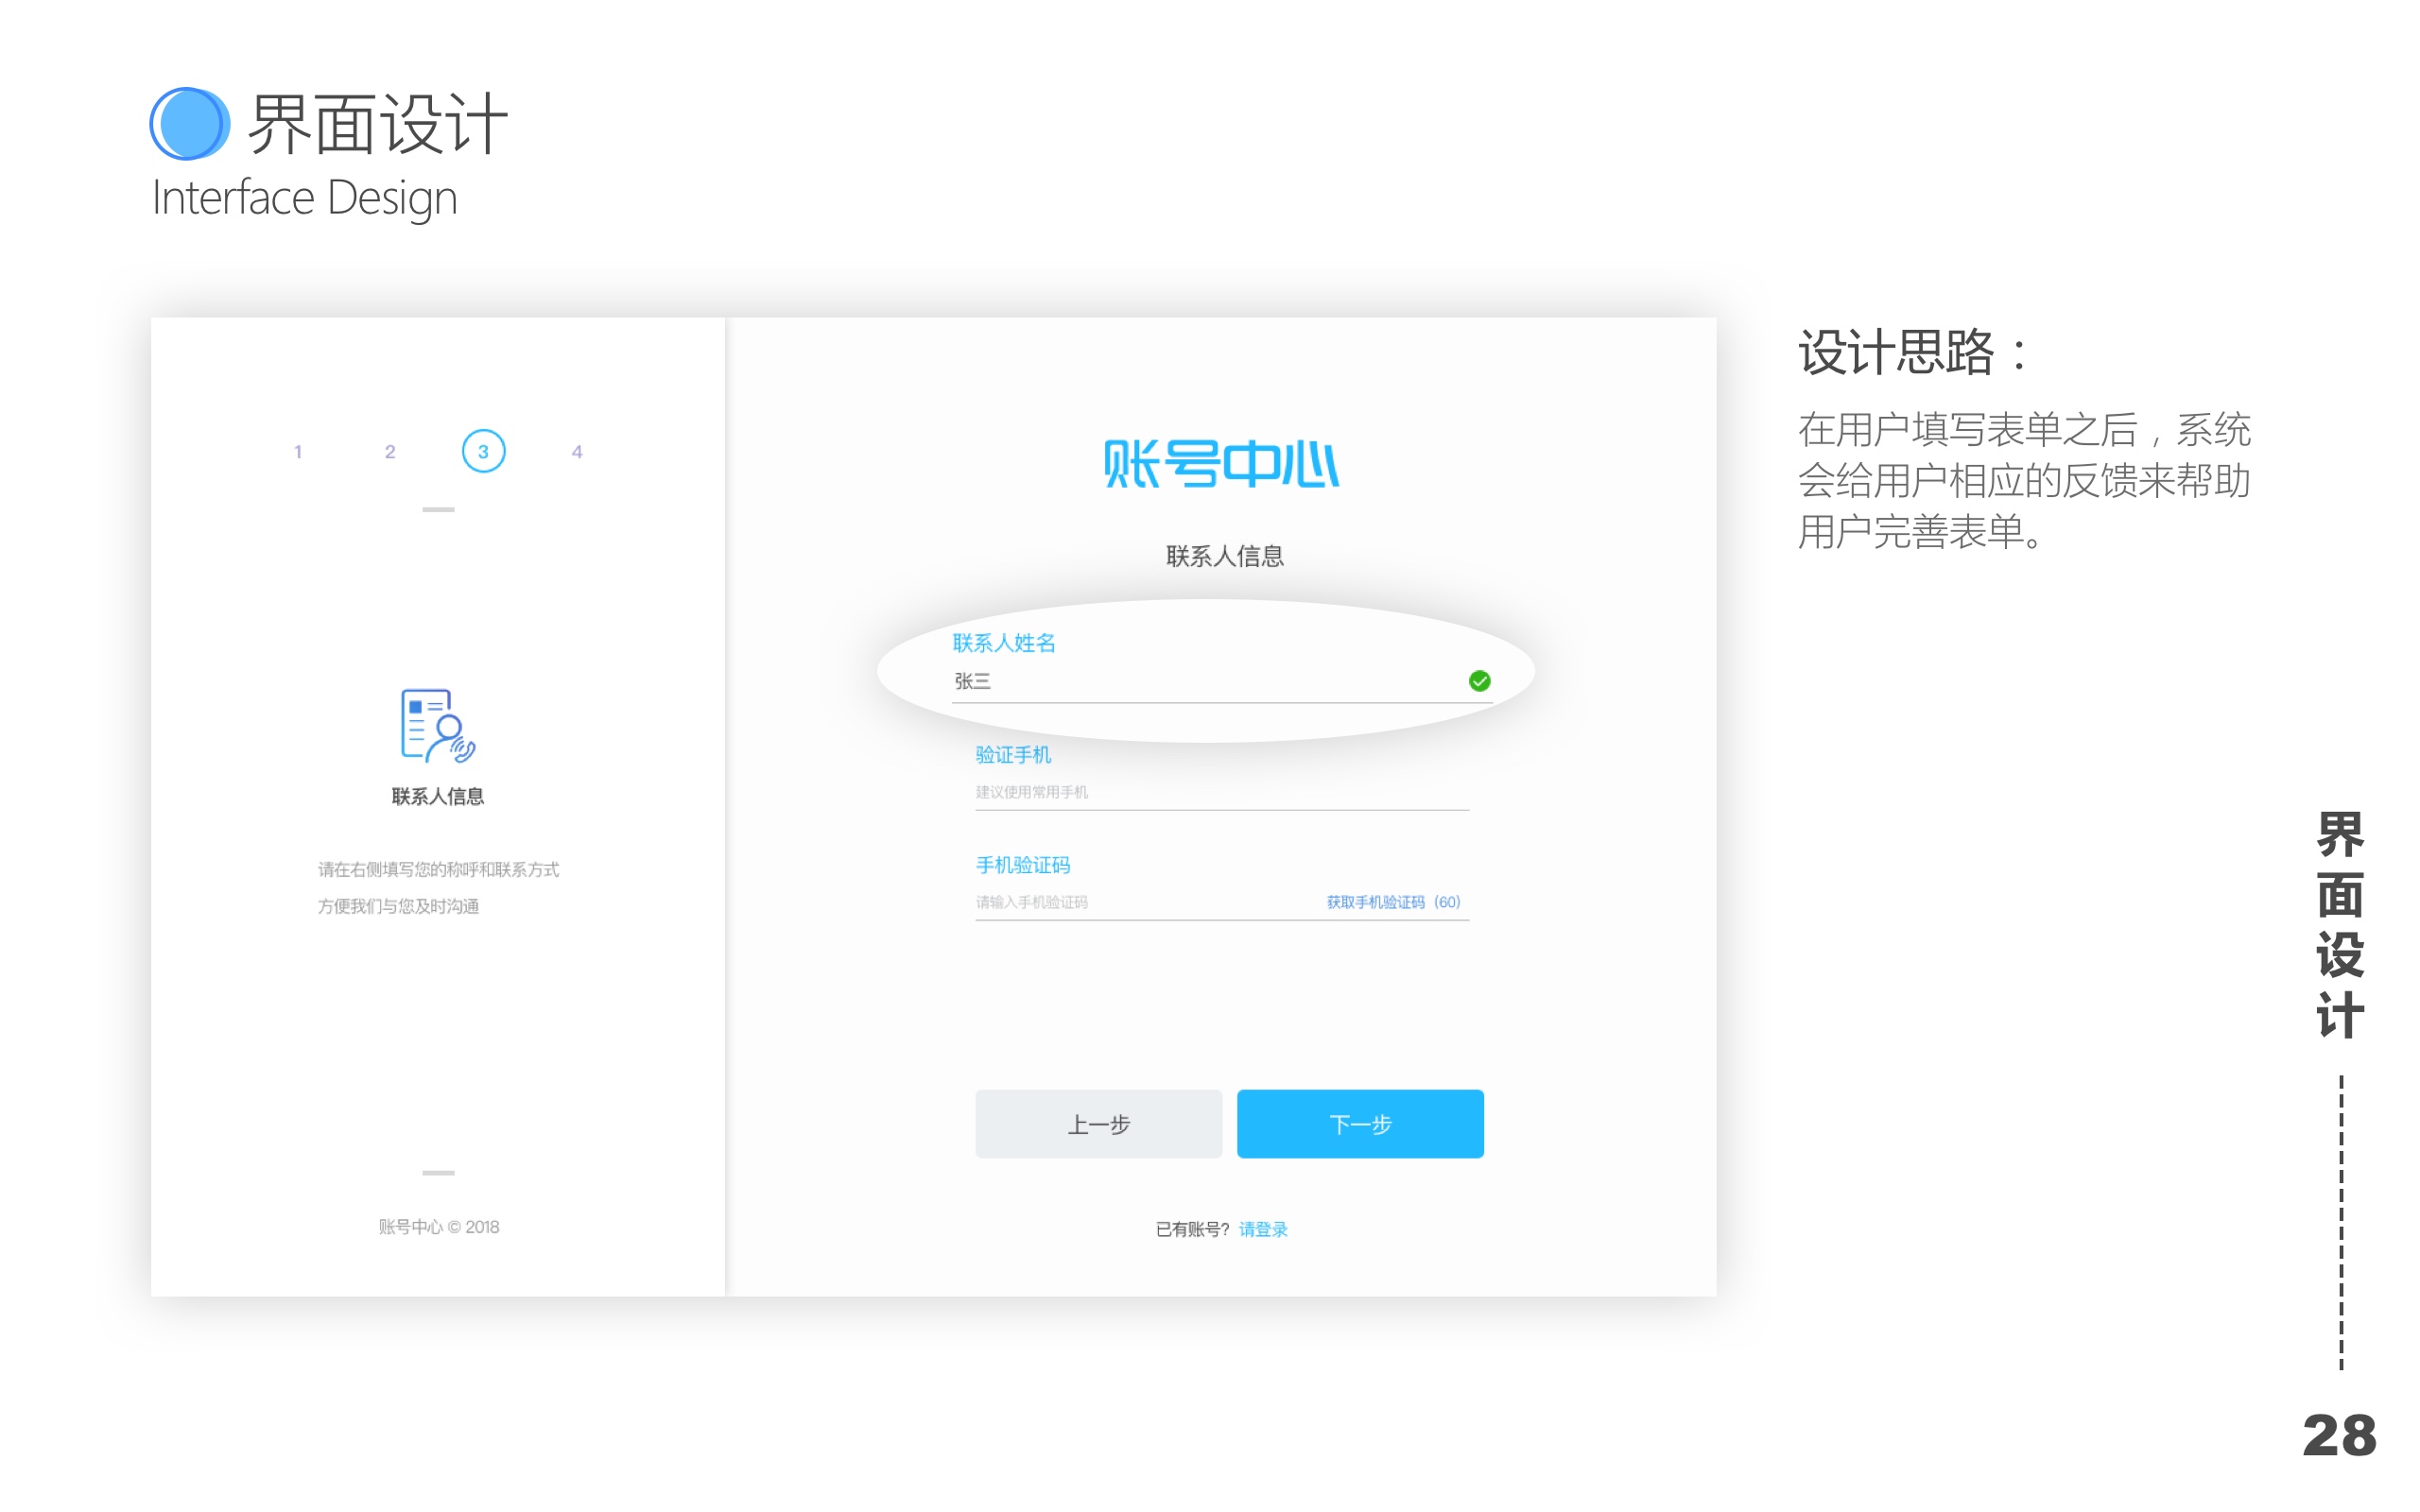 界面设计
Interface Design
1 2 3 4
联系人信息
请在右侧填写您的称呼和联系方式
方便我们与您及时沟通
账号中心 © 2018
账号中心
联系人信息
联系人姓名
张三
验证手机
建议使用常用手机
手机验证码
请输入手机验证码 获取手机验证码（60）
上一步 下一步
已有账号? 请登录
设计思路：
在用户填写表单之后，系统
会给用户相应的反馈来帮助
用户完善表单。
界面设计
28